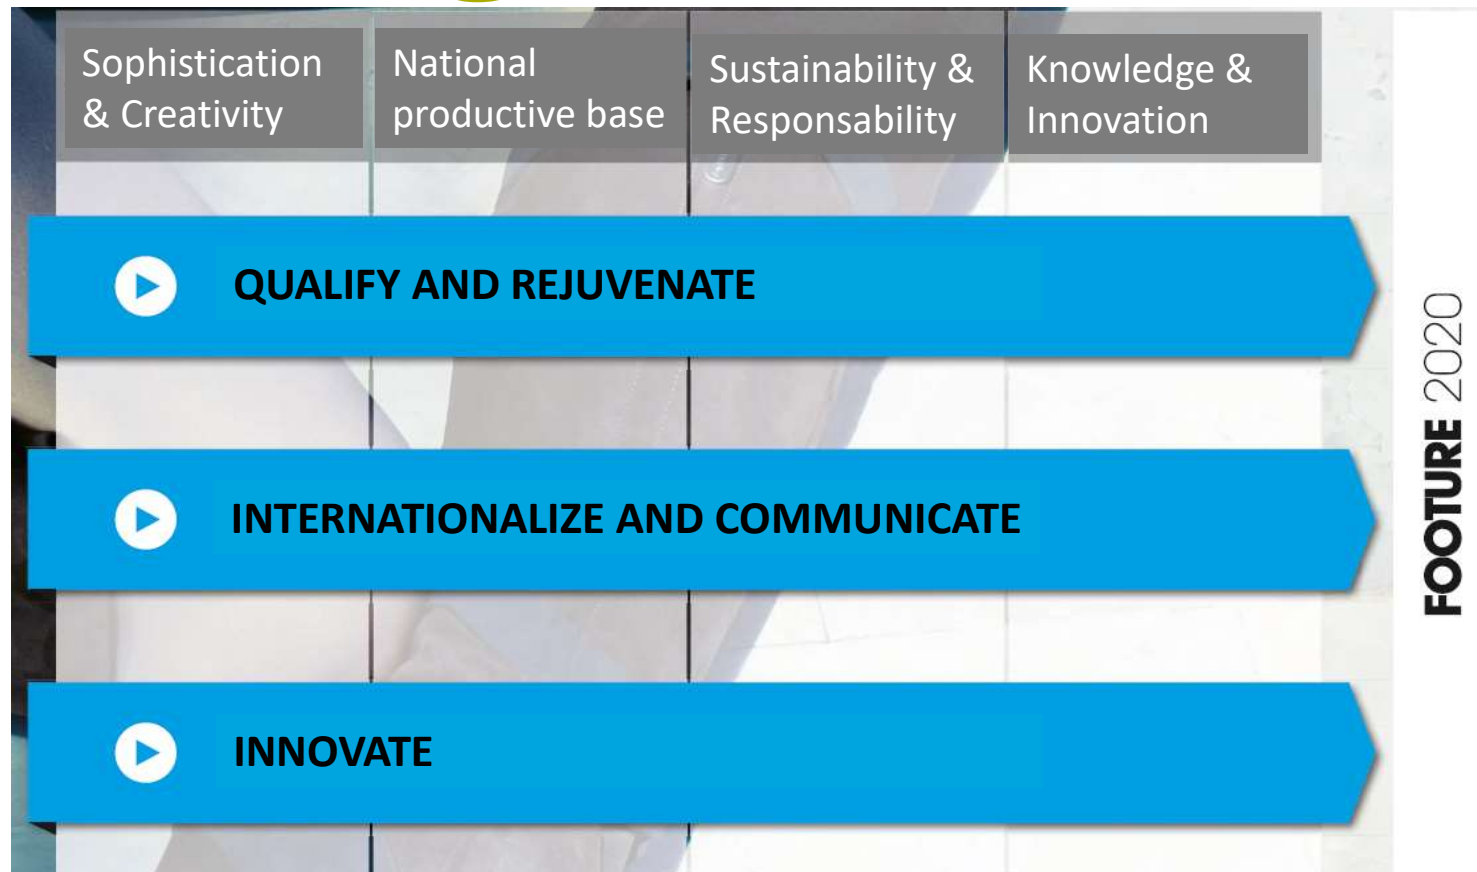 Sophistication
& Creativity
National
productive base
Sustainability &
Responsability
Knowledge &
Innovation
QUALIFY AND REJUVENATE
INTERNATIONALIZE AND COMMUNICATE
INNOVATE
FOOTURE 2020